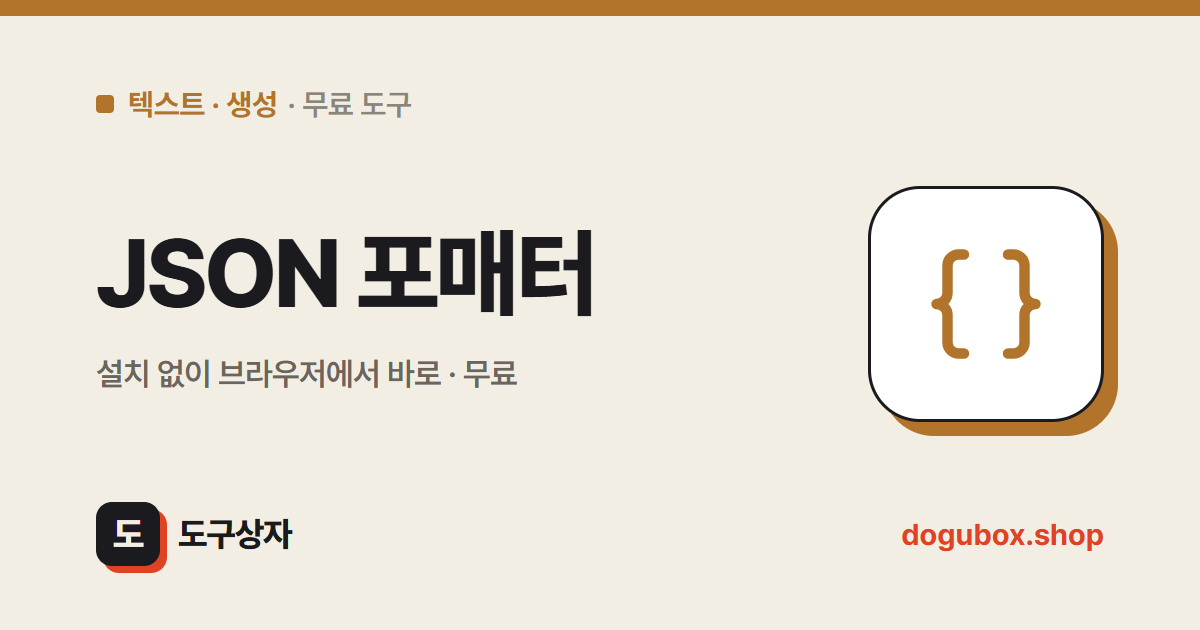 텍스트 · 생성 · 무료 도구
JSON 포매터
{ }
설치 없이 브라우저에서 바로 · 무료
도 도구상자
dogubox.shop